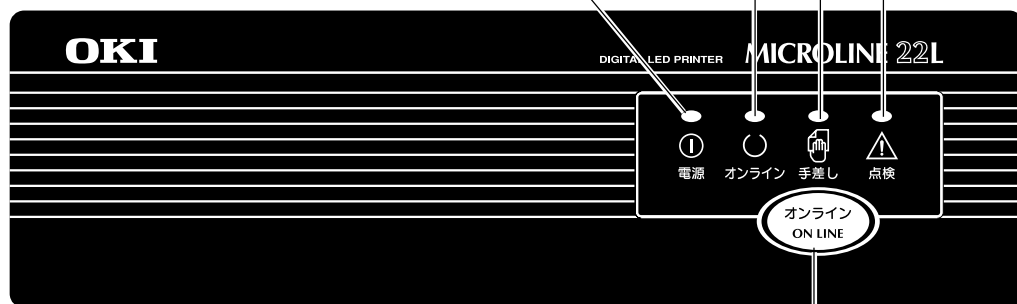 OKI
DIGITAL LED PRINTER MICROLINE 22L
電源 オンライン 手差し 点検
オンライン
ON LINE